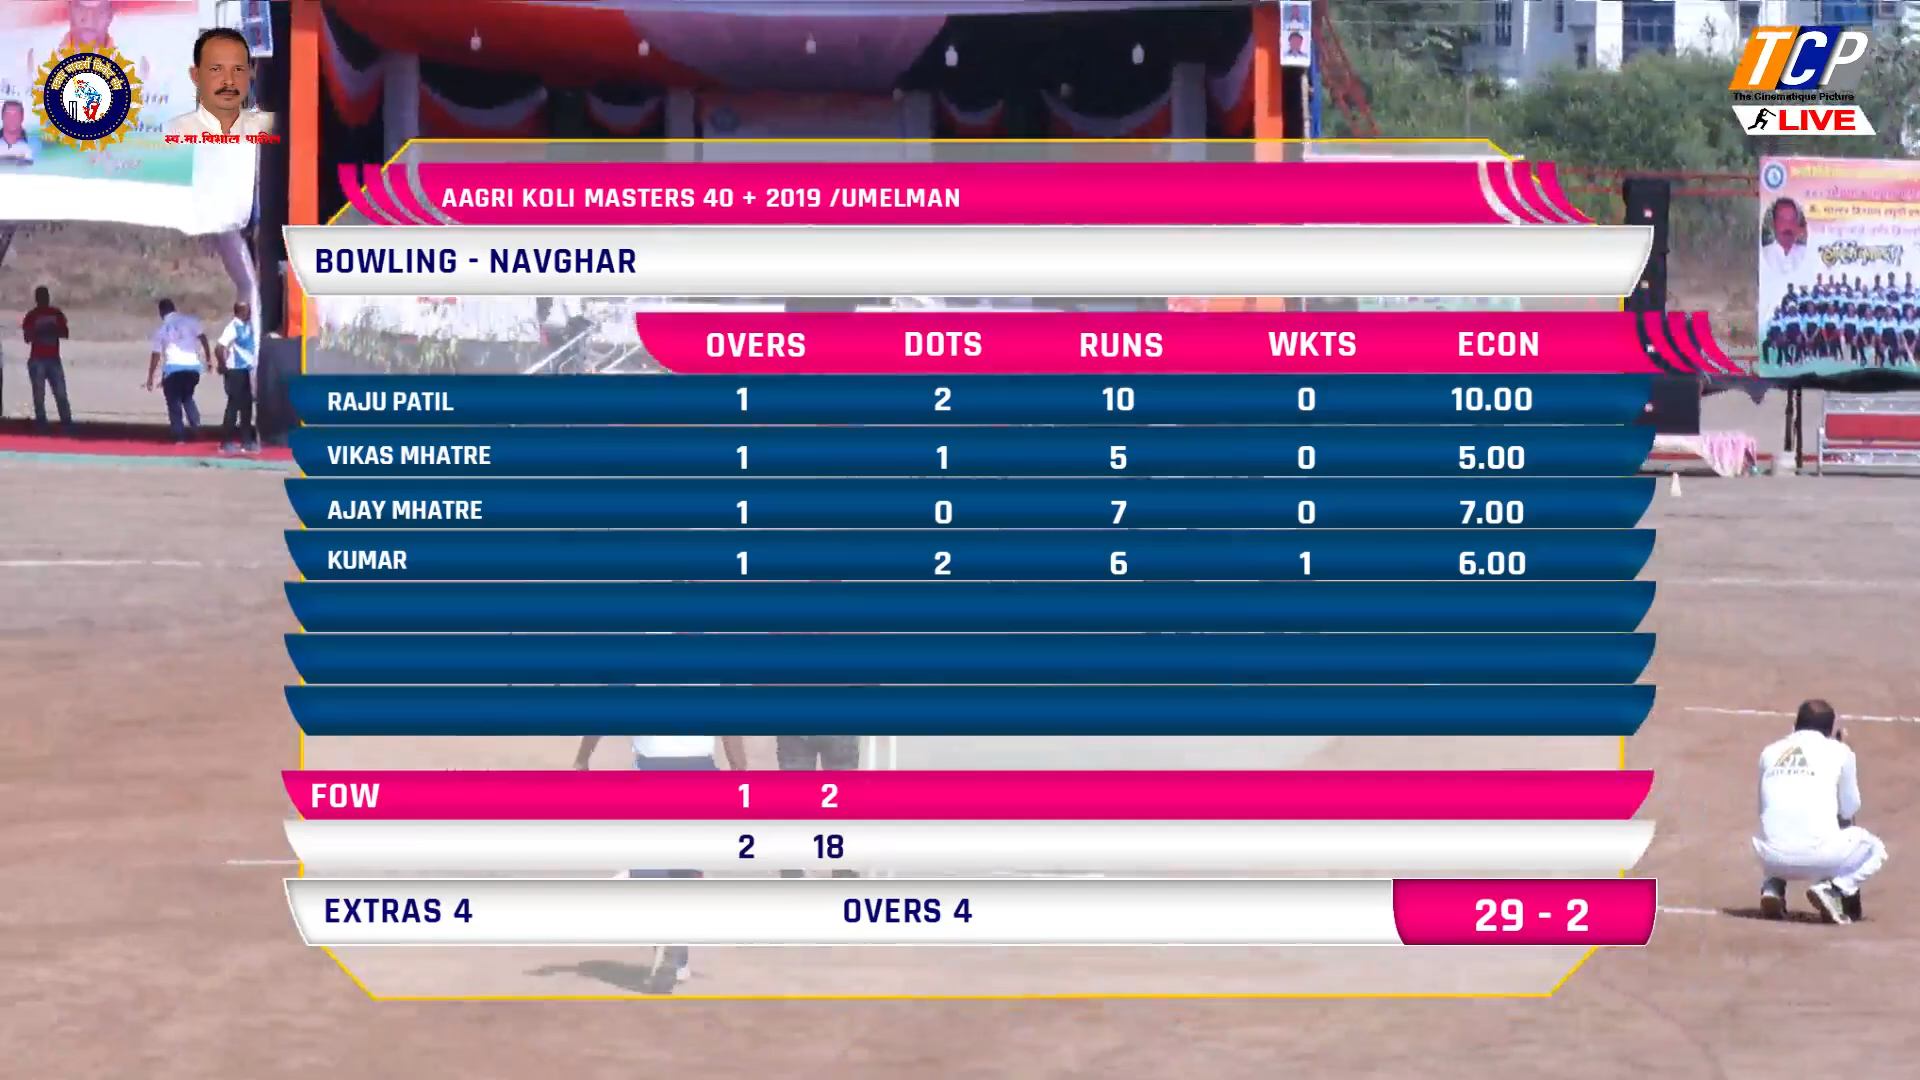 TCP
The Cinematique Picture
LIVE
स्व.मा.विभाल पाटील
AAGRI KOLI MASTERS 40 + 2019 /UMELMAN
BOWLING - NAVGHAR
OVERS DOTS RUNS WKTS ECON
RAJU PATIL 1 2 10 0 10.00
VIKAS MHATRE 1 1 5 0 5.00
AJAY MHATRE 1 0 7 0 7.00
KUMAR 1 2 6 1 6.00
FOW 1 2
2 18
EXTRAS 4 OVERS 4 29 - 2